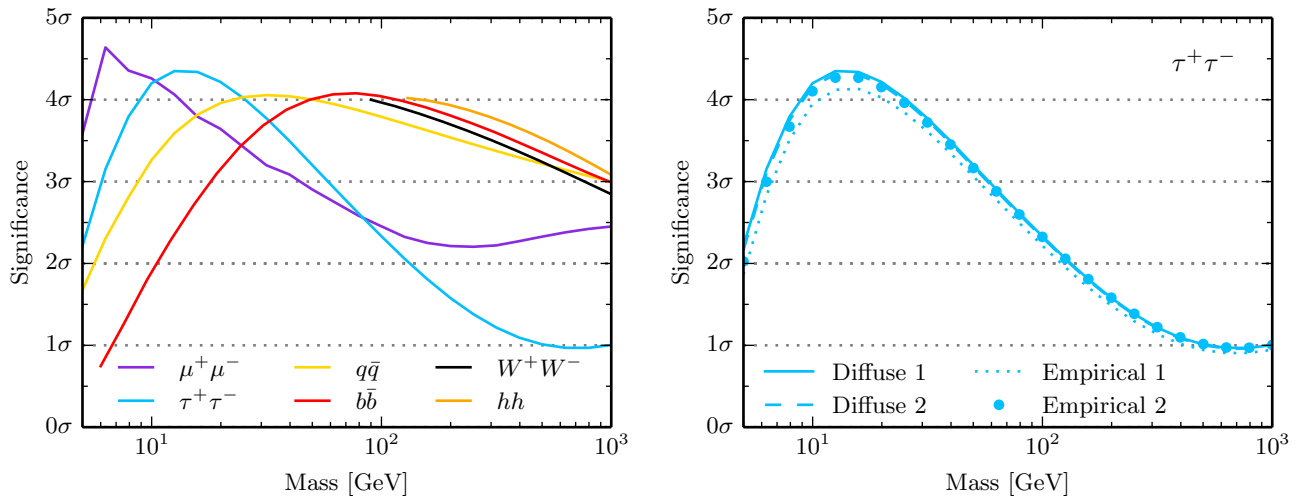 5σ
4σ
3σ
2σ
1σ
0σ
Significance
μ⁺μ⁻
τ⁺τ⁻
qq̄
bb̄
W⁺W⁻
hh
10¹
10²
10³
Mass [GeV]
5σ
4σ
3σ
2σ
1σ
0σ
Significance
τ⁺τ⁻
Diffuse 1
Diffuse 2
Empirical 1
Empirical 2
10¹
10²
10³
Mass [GeV]